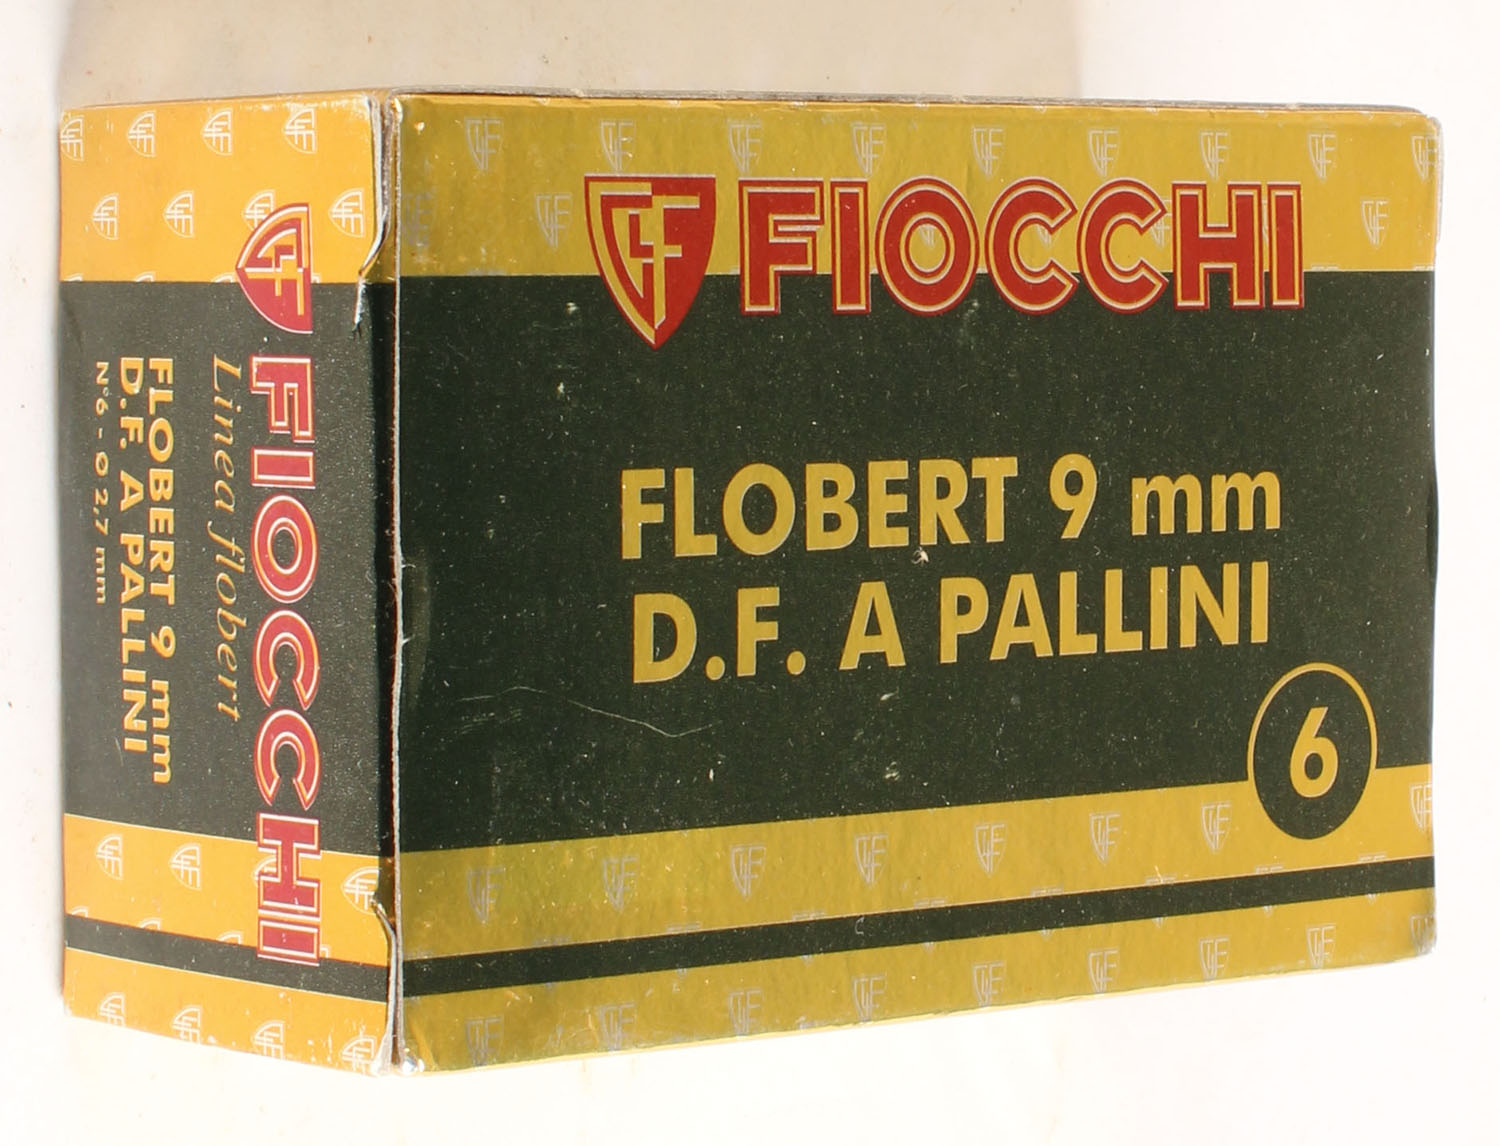 FIOCCHI
FLOBERT 9 mm
D.F. A PALLINI
6
FIOCCHI
Linea flobert
FLOBERT 9 mm
D.F. A PALLINI
N°6 - ∅ 2,7 mm